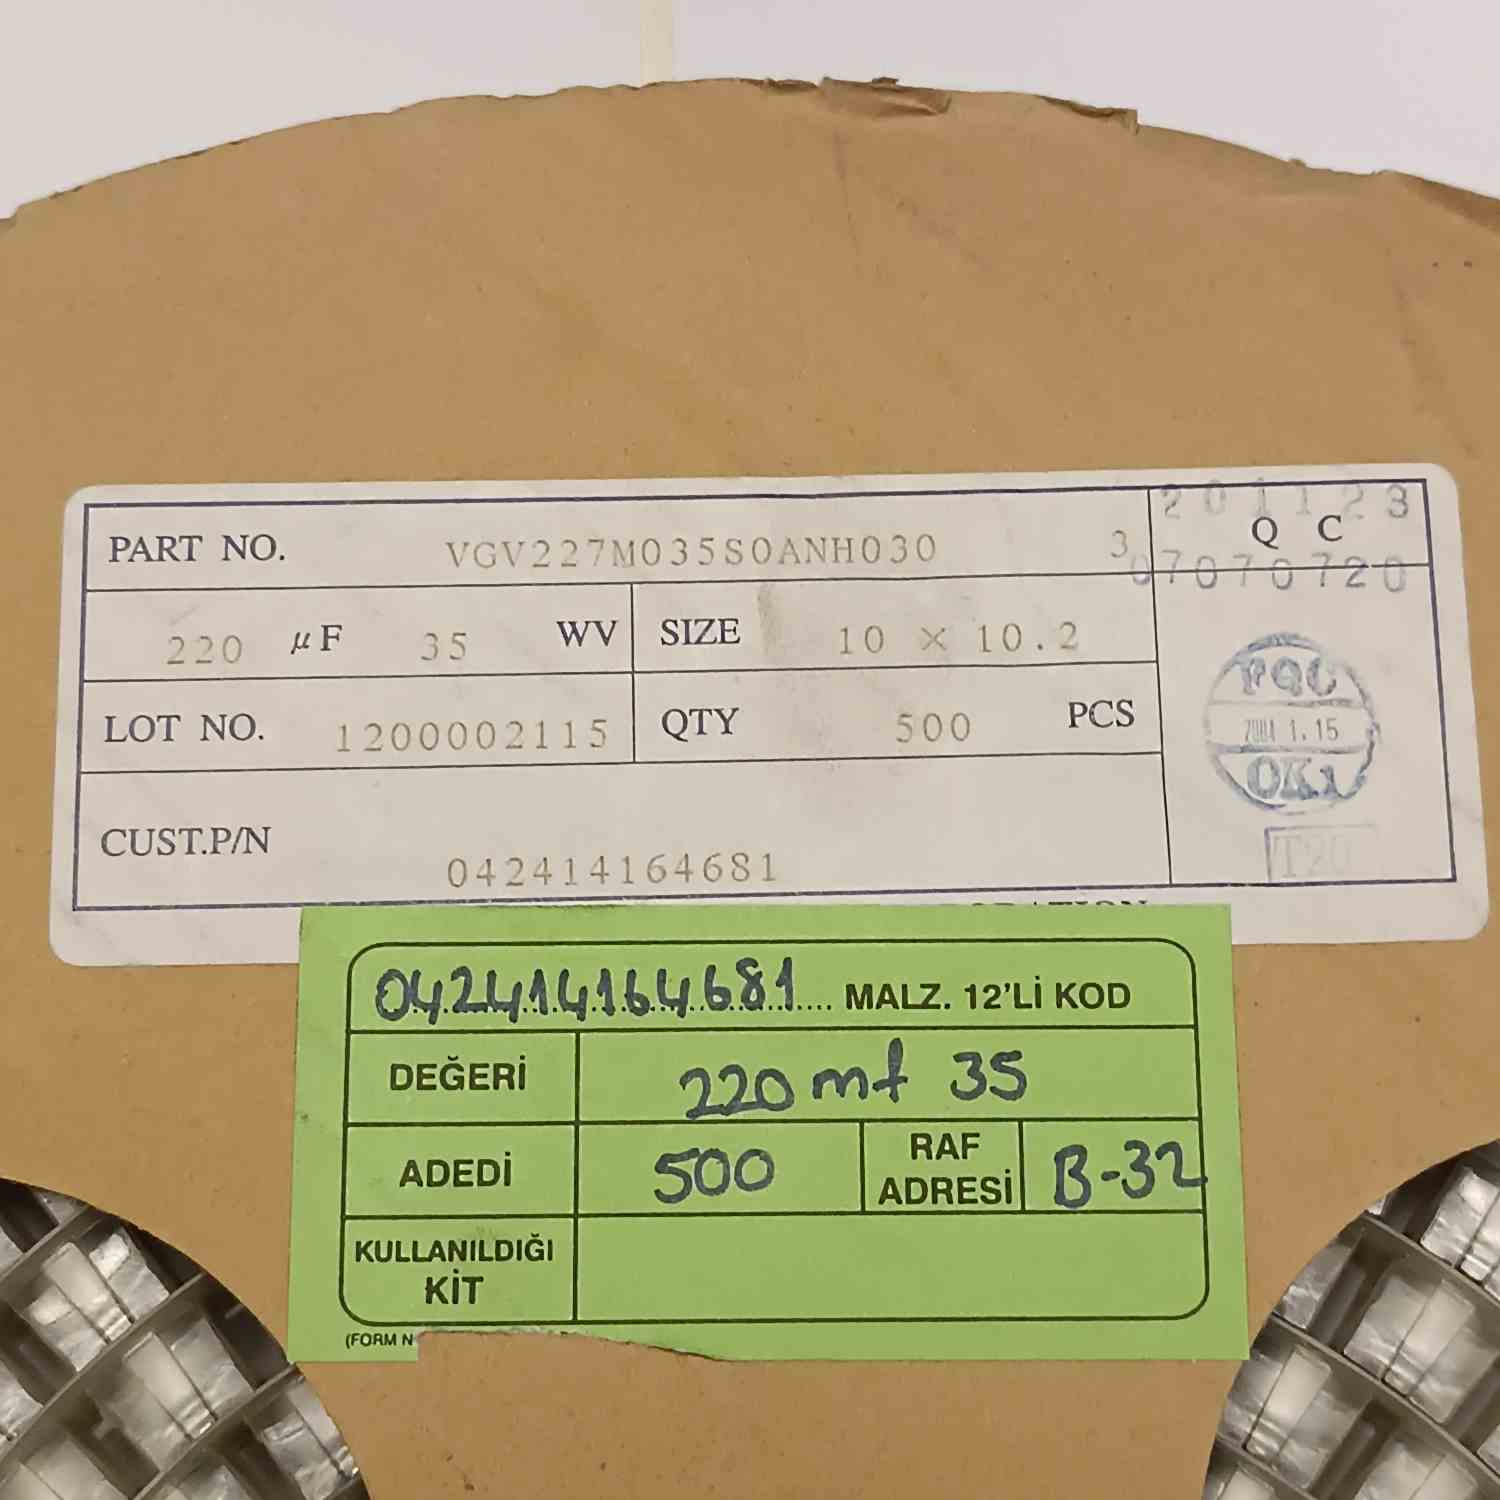 PART NO. VGV227M035S0ANH030 3
201123
Q C
07070720
220 μF 35 WV SIZE 10 × 10.2
LOT NO. 1200002115 QTY 500 PCS
CUST.P/N 042414164681
PQC
1.15
OK1
T20
042414164681 MALZ. 12'Lİ KOD
DEĞERİ 220 mf 35
ADEDİ 500 RAF ADRESİ B-32
KULLANILDIĞI
KİT
(FORM N